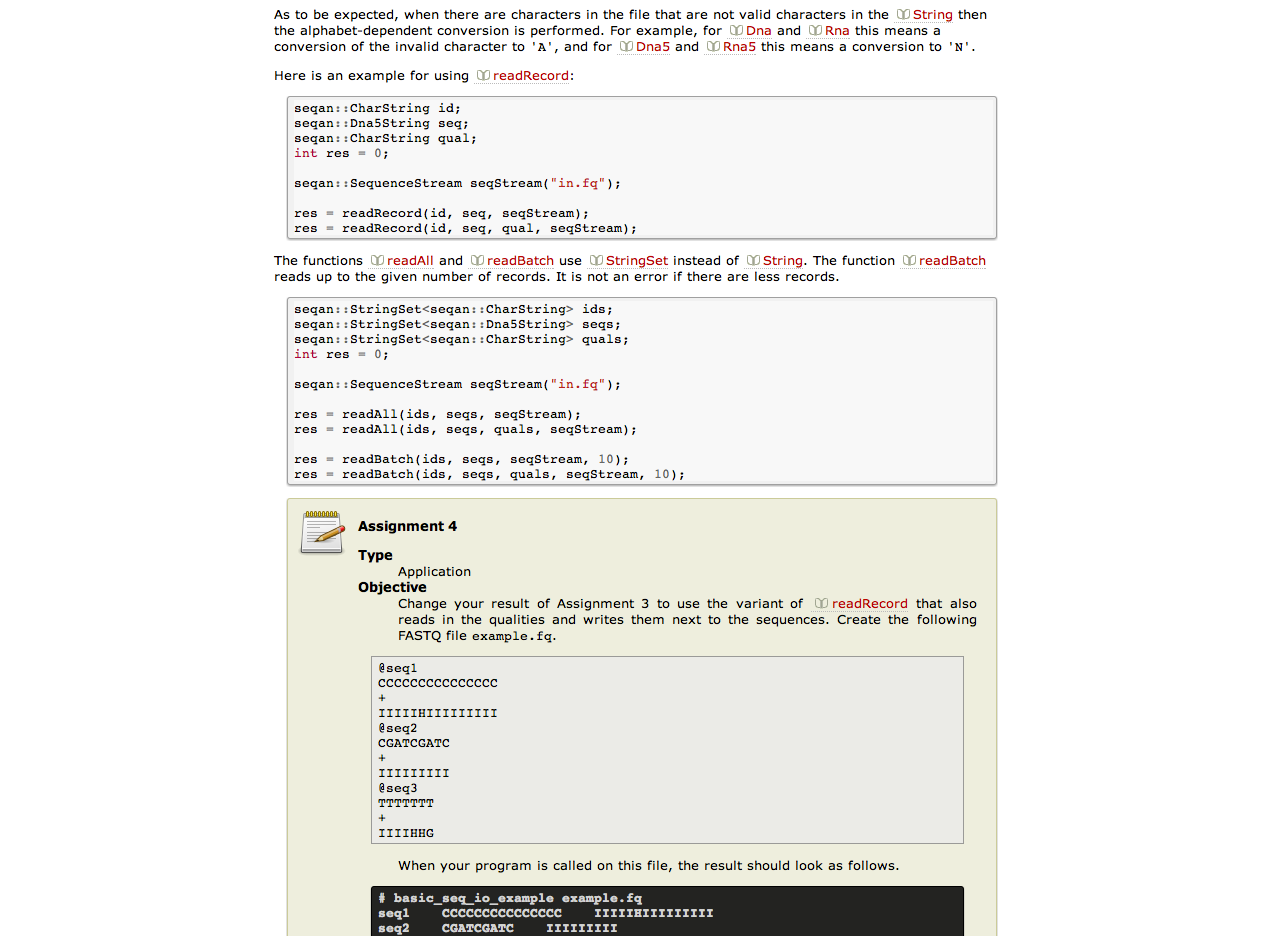 As to be expected, when there are characters in the file that are not valid characters in the String then
the alphabet-dependent conversion is performed. For example, for Dna and Rna this means a
conversion of the invalid character to 'A', and for Dna5 and Rna5 this means a conversion to 'N'.
Here is an example for using readRecord:
seqan::CharString id;
seqan::Dna5String seq;
seqan::CharString qual;
int res = 0;
seqan::SequenceStream seqStream("in.fq");
res = readRecord(id, seq, seqStream);
res = readRecord(id, seq, qual, seqStream);
The functions readAll and readBatch use StringSet instead of String. The function readBatch
reads up to the given number of records. It is not an error if there are less records.
seqan::StringSet<seqan::CharString> ids;
seqan::StringSet<seqan::Dna5String> seqs;
seqan::StringSet<seqan::CharString> quals;
int res = 0;
seqan::SequenceStream seqStream("in.fq");
res = readAll(ids, seqs, seqStream);
res = readAll(ids, seqs, quals, seqStream);
res = readBatch(ids, seqs, seqStream, 10);
res = readBatch(ids, seqs, quals, seqStream, 10);
Assignment 4
Type
Application
Objective
Change your result of Assignment 3 to use the variant of readRecord that also
reads in the qualities and writes them next to the sequences. Create the following
FASTQ file example.fq.
@seq1
CCCCCCCCCCCCCCC
+
IIIIIHIIIIIIIII
@seq2
CGATCGATC
+
IIIIIIIII
@seq3
TTTTTTT
+
IIIIHHG
When your program is called on this file, the result should look as follows.
# basic_seq_io_example example.fq
seq1 CCCCCCCCCCCCCCC IIIIIHIIIIIIIII
seq2 CGATCGATC IIIIIIIII